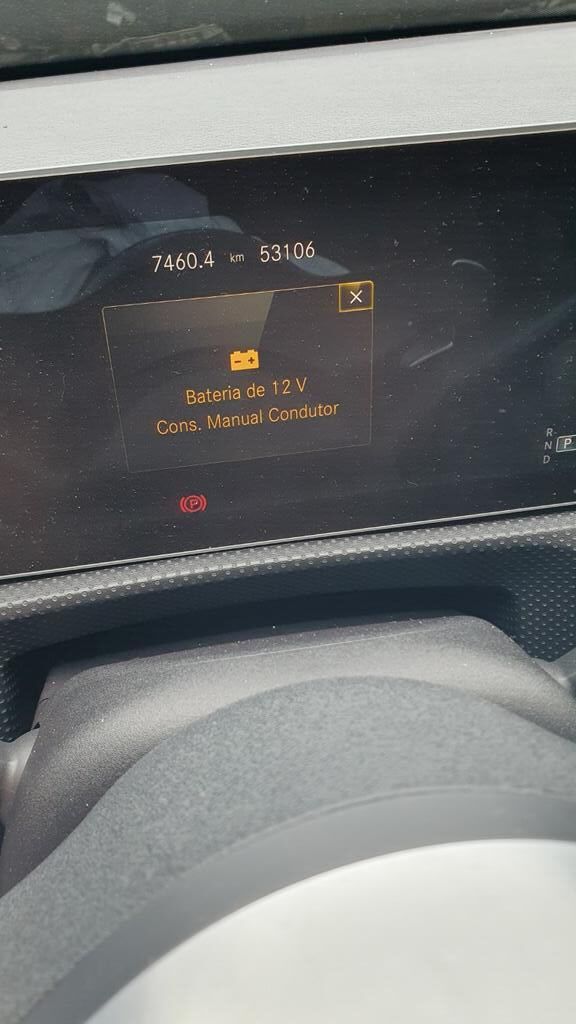 7460.4 km 53106
Bateria de 12 V
Cons. Manual Condutor
R
N P
D
P